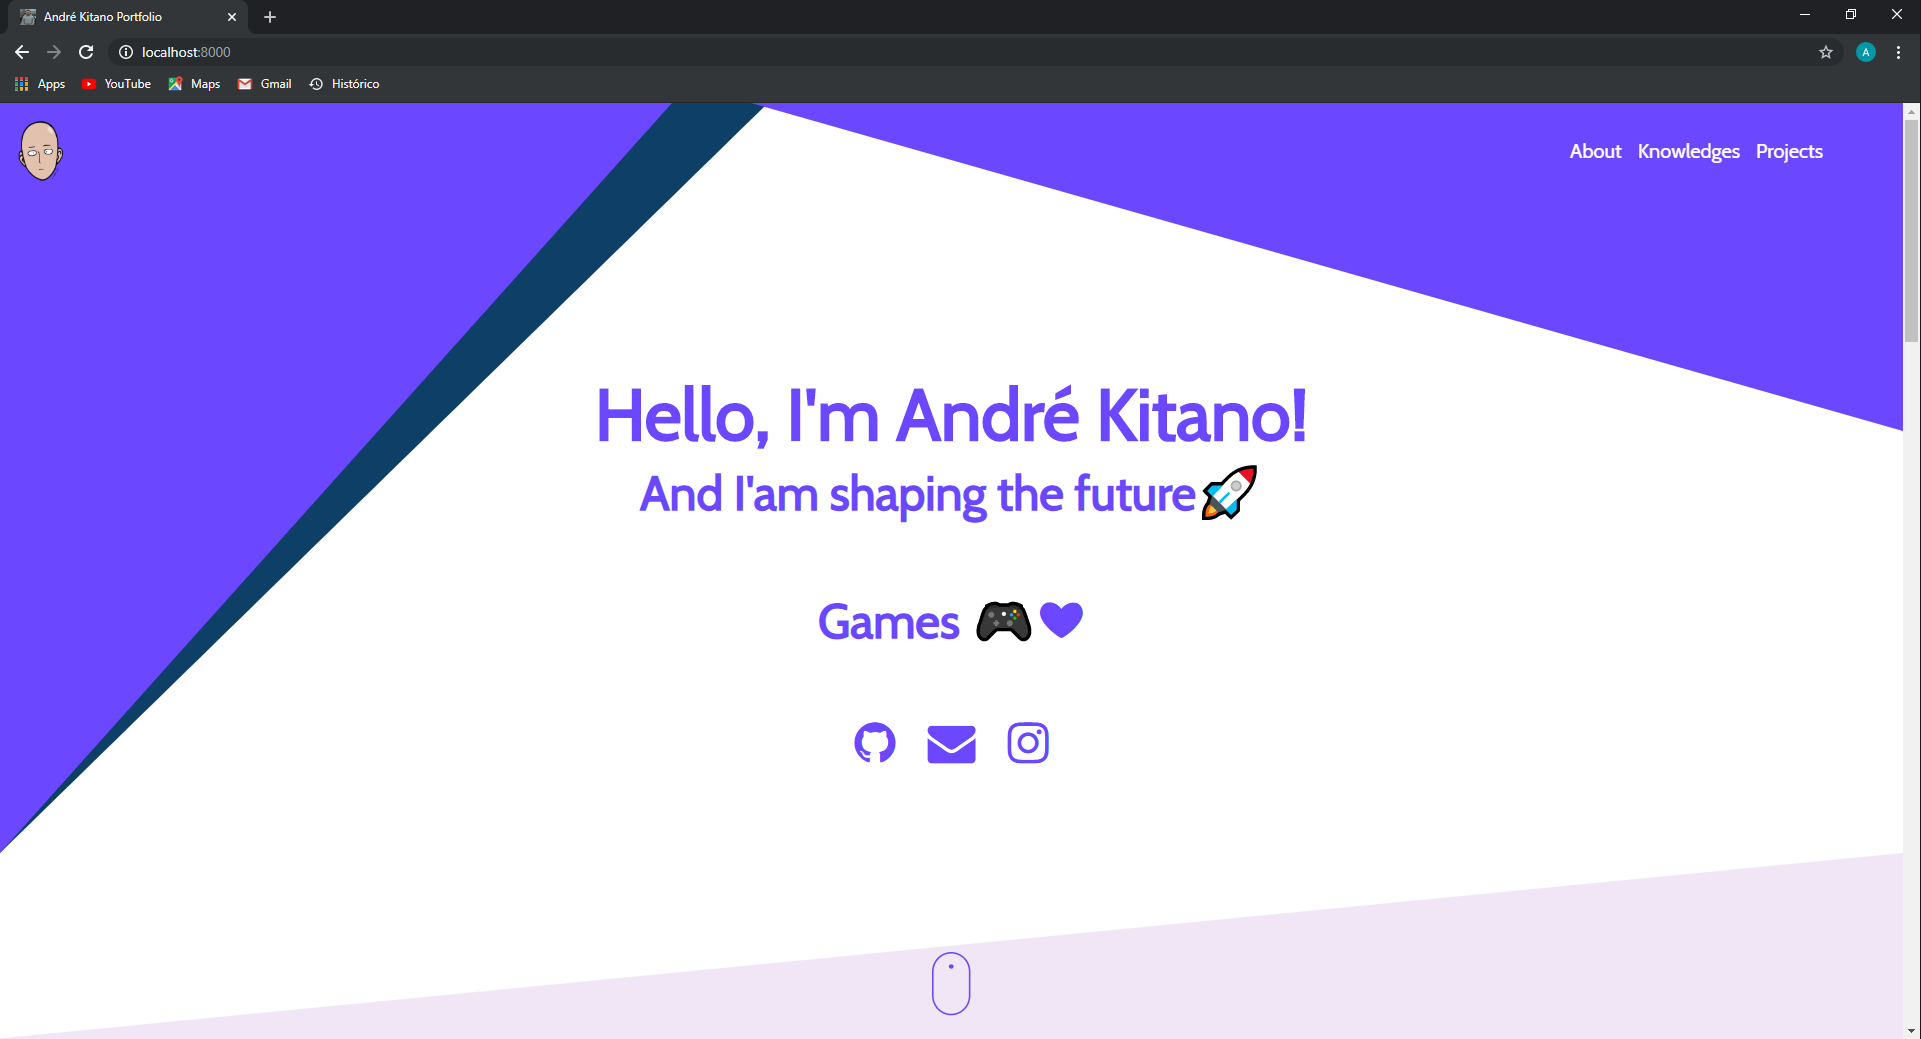 André Kitano Portfolio
localhost:8000
A
Apps YouTube Maps Gmail Histórico
About Knowledges Projects
Hello, I'm André Kitano!
And I'am shaping the future🚀
Games 🎮♥